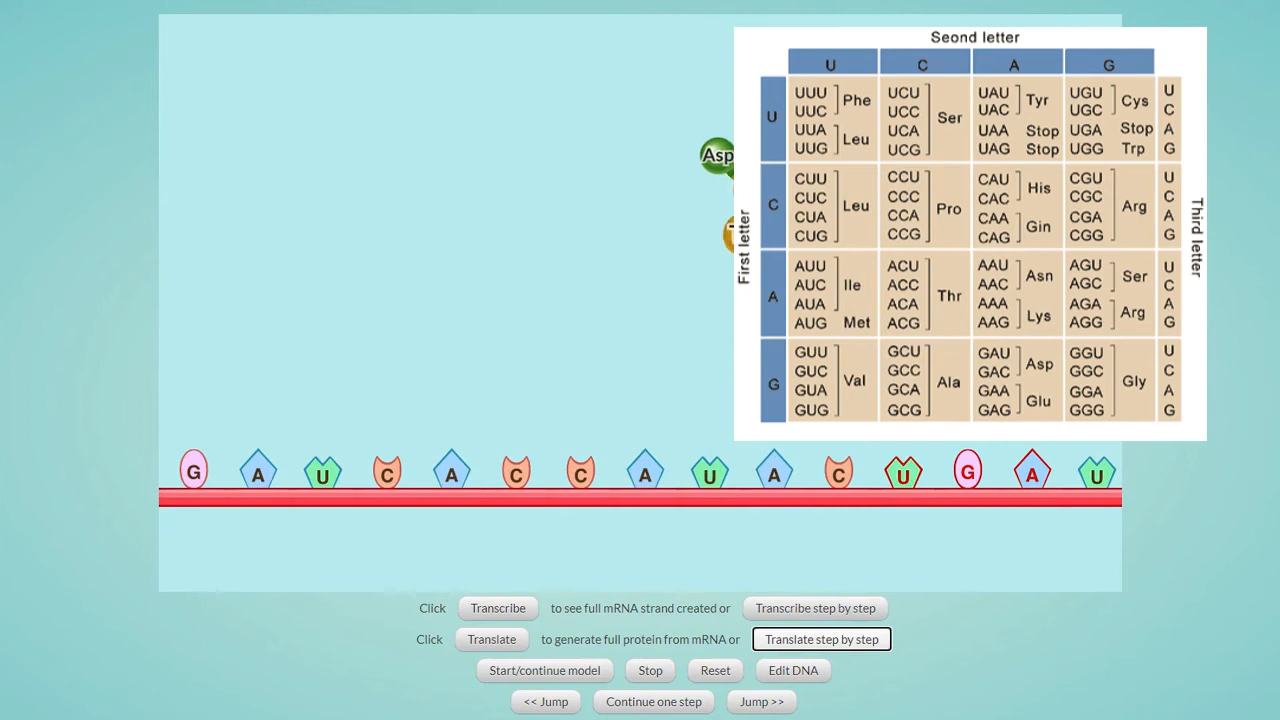 Seond letter
U C A G
U
UUU
UUC
Phe
UUA
UUG
Leu
UCU
UCC
UCA
UCG
Ser
UAU
UAC
Tyr
UAA Stop
UAG Stop
UGU
UGC
Cys
UGA Stop
UGG Trp
U
C
A
G
C
CUU
CUC
CUA
CUG
Leu
CCU
CCC
CCA
CCG
Pro
CAU
CAC
His
CAA
CAG
Gin
CGU
CGC
CGA
CGG
Arg
U
C
A
G
A
AUU
AUC
AUA
Ile
AUG Met
ACU
ACC
ACA
ACG
Thr
AAU
AAC
Asn
AAA
AAG
Lys
AGU
AGC
Ser
AGA
AGG
Arg
U
C
A
G
G
GUU
GUC
GUA
GUG
Val
GCU
GCC
GCA
GCG
Ala
GAU
GAC
Asp
GAA
GAG
Glu
GGU
GGC
GGA
GGG
Gly
U
C
A
G
First letter
Third letter
Asp
G A U C A C C A U A C U G A U
Click Transcribe to see full mRNA strand created or Transcribe step by step
Click Translate to generate full protein from mRNA or Translate step by step
Start/continue model Stop Reset Edit DNA
<< Jump Continue one step Jump >>